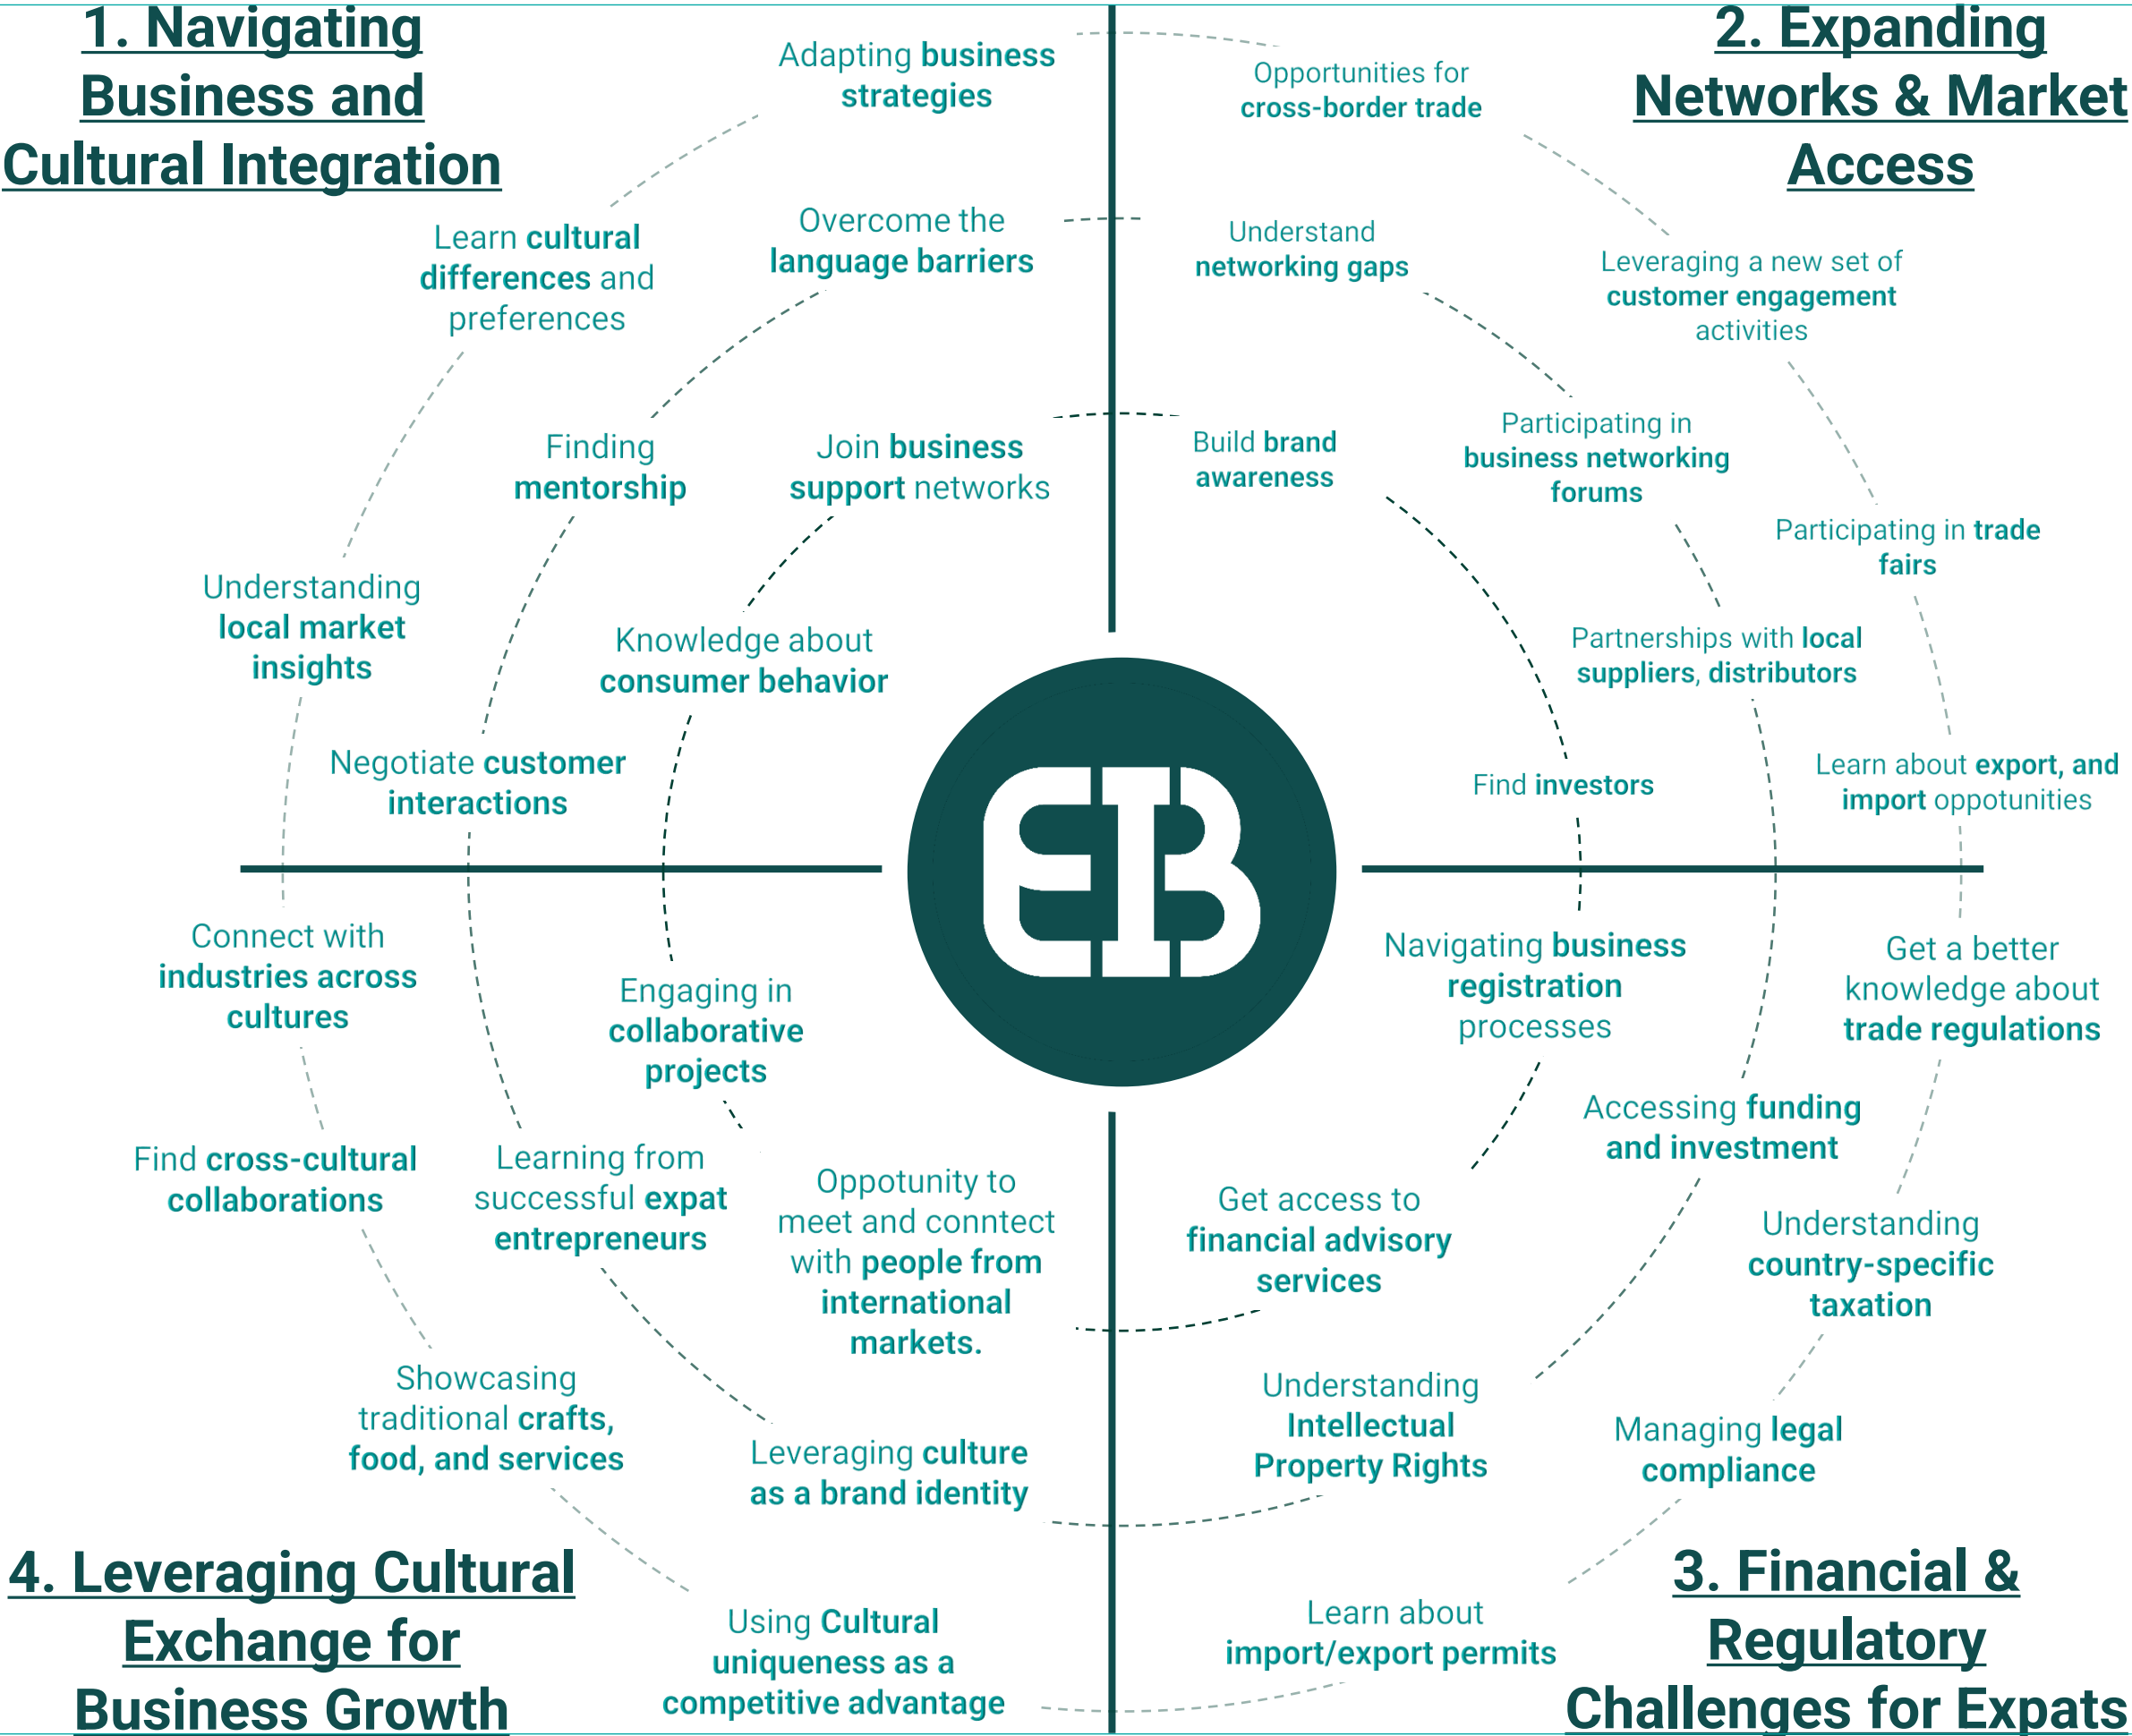 1. Navigating
Business and
Cultural Integration
Adapting business
strategies
Learn cultural
differences and
preferences
Overcome the
language barriers
Finding
mentorship
Join business
support networks
Understanding
local market
insights
Knowledge about
consumer behavior
Negotiate customer
interactions
2. Expanding
Networks & Market
Access
Opportunities for
cross-border trade
Understand
networking gaps
Leveraging a new set of
customer engagement
activities
Build brand
awareness
Participating in
business networking
forums
Participating in trade
fairs
Partnerships with local
suppliers, distributors
Find investors
Learn about export, and
import oppotunities
EIB
Navigating business
registration
processes
Get a better
knowledge about
trade regulations
Accessing funding
and investment
Get access to
financial advisory
services
Understanding
country-specific
taxation
Understanding
Intellectual
Property Rights
Managing legal
compliance
Learn about
import/export permits
3. Financial &
Regulatory
Challenges for Expats
Connect with
industries across
cultures
Engaging in
collaborative
projects
Find cross-cultural
collaborations
Learning from
successful expat
entrepreneurs
Oppotunity to
meet and conntect
with people from
international
markets.
Showcasing
traditional crafts,
food, and services
Leveraging culture
as a brand identity
Using Cultural
uniqueness as a
competitive advantage
4. Leveraging Cultural
Exchange for
Business Growth